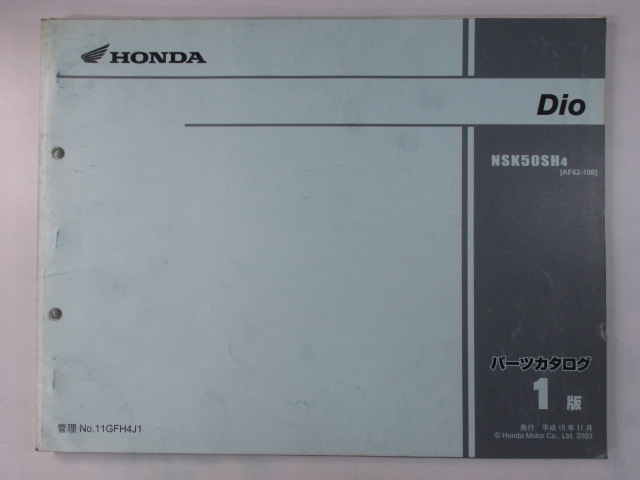 HONDA
Dio
NSK50SH4
[AF62-100]
パーツカタログ
1版
発行 平成15年11月
© Honda Motor Co., Ltd. 2003
管理 No.11GFH4J1